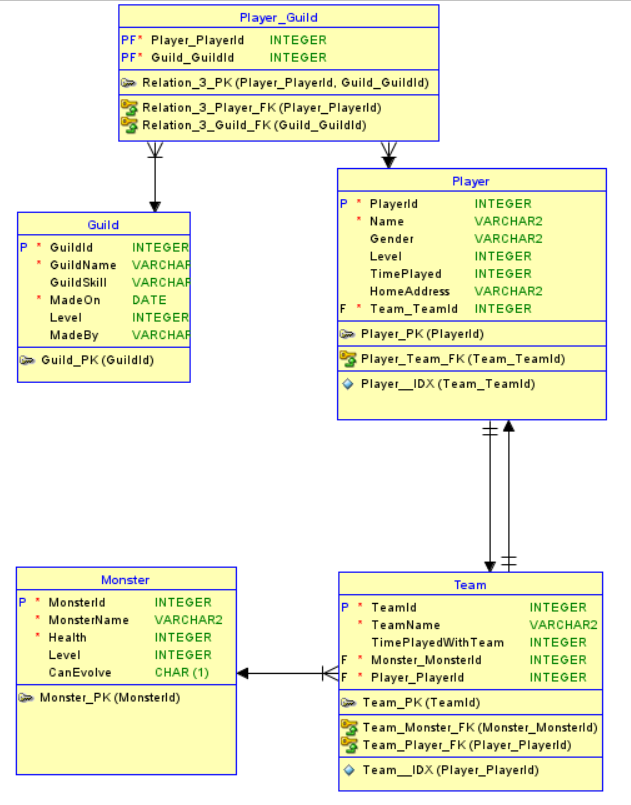 Player_Guild
PF* Player_PlayerId INTEGER
PF* Guild_GuildId INTEGER
Relation_3_PK (Player_PlayerId, Guild_GuildId)
Relation_3_Player_FK (Player_PlayerId)
Relation_3_Guild_FK (Guild_GuildId)
Player
P * PlayerId INTEGER
* Name VARCHAR2
Gender VARCHAR2
Level INTEGER
TimePlayed INTEGER
HomeAddress VARCHAR2
F * Team_TeamId INTEGER
Player_PK (PlayerId)
Player_Team_FK (Team_TeamId)
Player__IDX (Team_TeamId)
Guild
P * GuildId INTEGER
* GuildName VARCHAR
GuildSkill VARCHAR
* MadeOn DATE
Level INTEGER
MadeBy VARCHAR
Guild_PK (GuildId)
Monster
P * MonsterId INTEGER
* MonsterName VARCHAR2
* Health INTEGER
Level INTEGER
CanEvolve CHAR (1)
Monster_PK (MonsterId)
Team
P * TeamId INTEGER
* TeamName VARCHAR2
TimePlayedWithTeam INTEGER
F * Monster_MonsterId INTEGER
F * Player_PlayerId INTEGER
Team_PK (TeamId)
Team_Monster_FK (Monster_MonsterId)
Team_Player_FK (Player_PlayerId)
Team__IDX (Player_PlayerId)